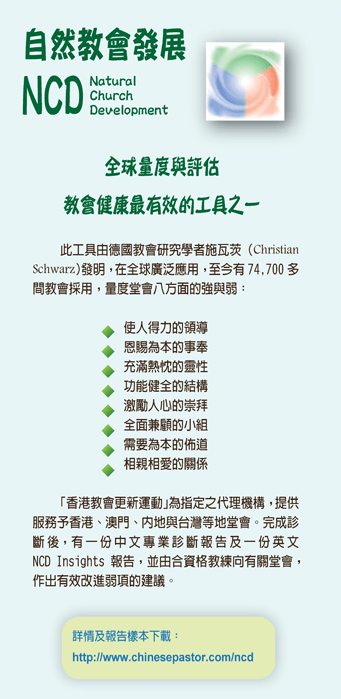 自然教會發展
NCD Natural
Church
Development
全球量度與評估
教會健康最有效的工具之一
此工具由德國教會研究學者施瓦茨（Christian
Schwarz)發明，在全球廣泛應用，至今有74,700多
間教會採用，量度堂會八方面的強與弱：
使人得力的領導
恩賜為本的事奉
充滿熱忱的靈性
功能健全的結構
激勵人心的崇拜
全面兼顧的小組
需要為本的佈道
相親相愛的關係
「香港教會更新運動」為指定之代理機構，提供
服務予香港、澳門、內地與台灣等地堂會。完成診
斷後，有一份中文專業診斷報告及一份英文
NCD Insights 報告，並由合資格教練向有關堂會，
作出有效改進弱項的建議。
詳情及報告樣本下載：
http://www.chinesepastor.com/ncd